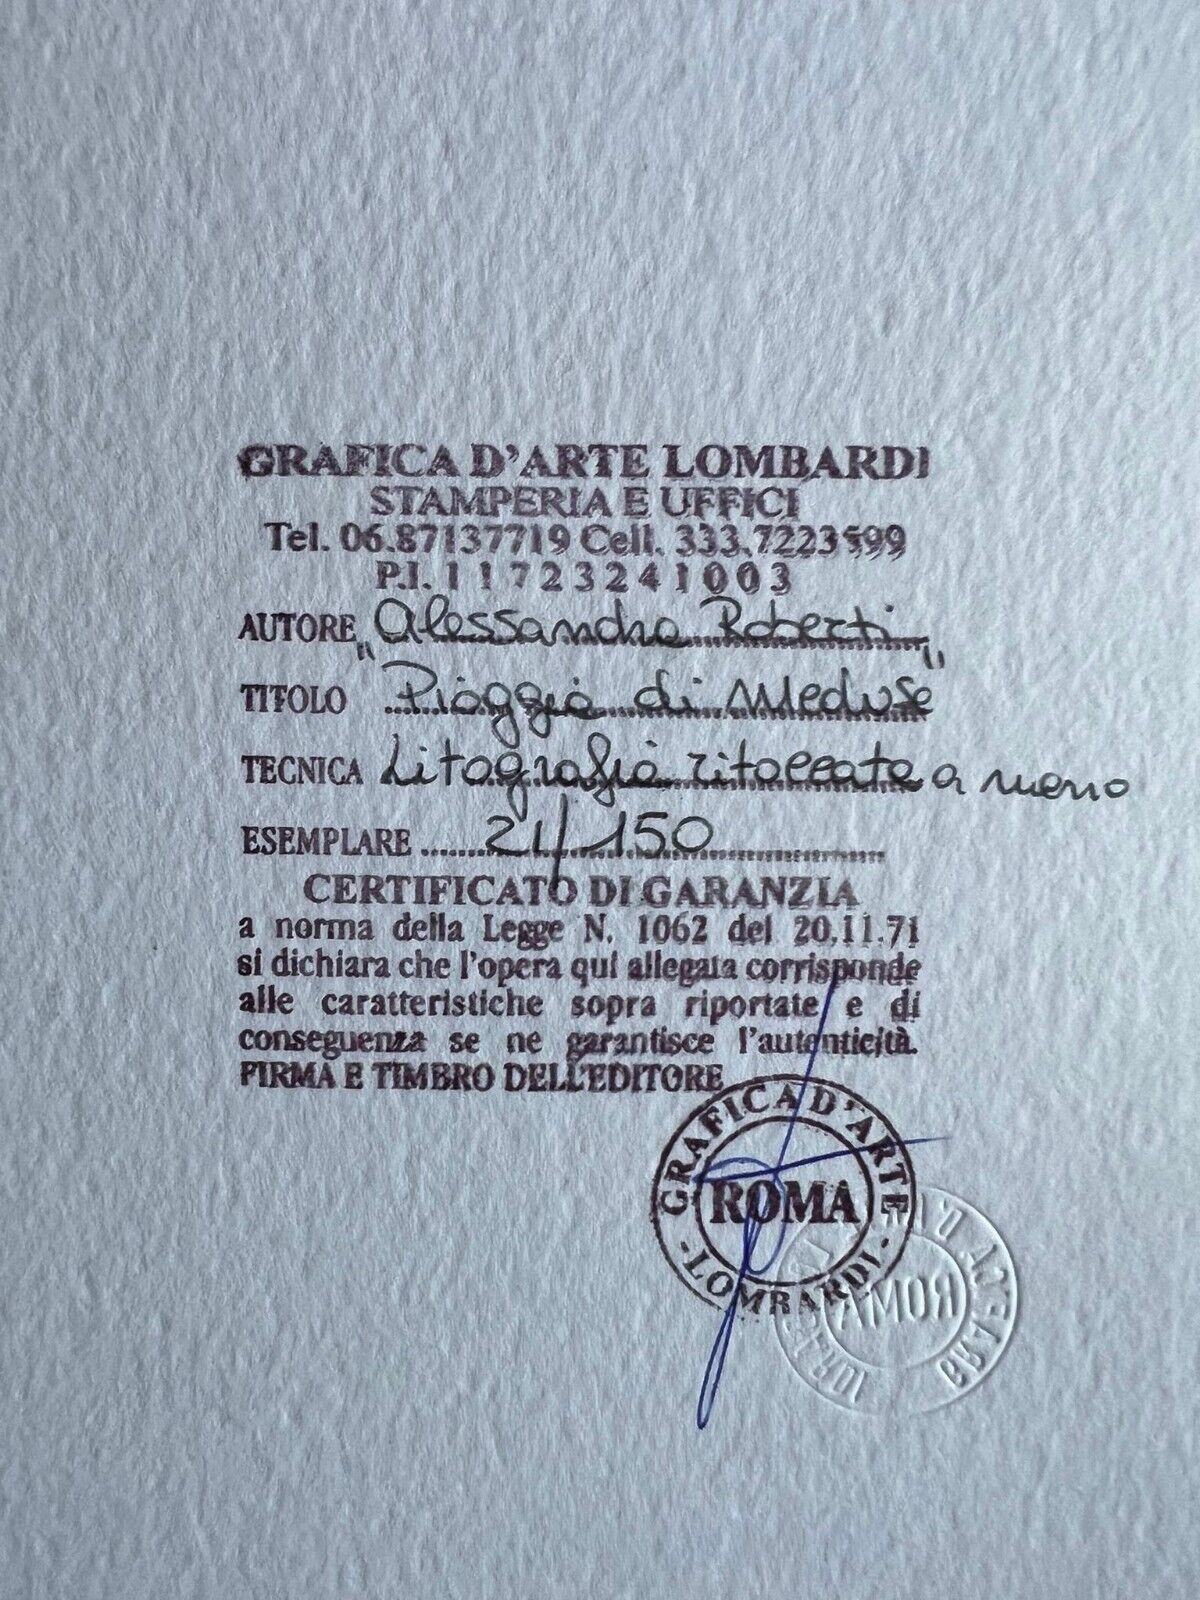 GRAFICA D'ARTE LOMBARDI
STAMPERIA E UFFICI
Tel. 06.87137719 Cell. 333.7223599
P.I. 11723241003
AUTORE Alessandro Roberti
TITOLO "Pioggia di Meduse"
TECNICA Litografia ritoccata a mano
ESEMPLARE 21/150
CERTIFICATO DI GARANZIA
a norma della Legge N. 1062 del 20.11.71
si dichiara che l'opera qui allegata corrisponde
alle caratteristiche sopra riportate e di
conseguenza se ne garantisce l'autenticità.
FIRMA E TIMBRO DELL'EDITORE
GRAFICA D'ARTE
ROMA
- LOMBARDI -
ROMA